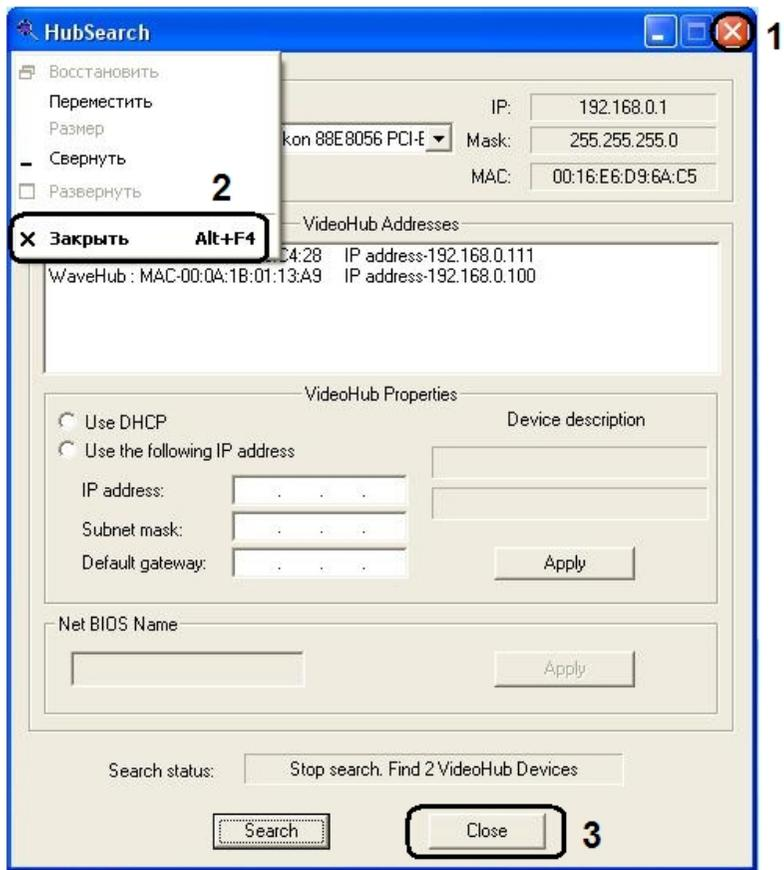 HubSearch
1
Восстановить
Переместить
Размер
Свернуть
Развернуть
2
Закрыть Alt+F4
IP: 192.168.0.1
88E8056 PCI-E Mask: 255.255.255.0
MAC: 00:16:E6:D9:6A:C5
VideoHub Addresses
C4:28 IP address-192.168.0.111
WaveHub : MAC-00:0A:1B:01:13:A9 IP address-192.168.0.100
VideoHub Properties
Use DHCP
Device description
Use the following IP address
IP address: . . .
Subnet mask: . . .
Default gateway: . . .
Apply
Net BIOS Name
Apply
Search status: Stop search. Find 2 VideoHub Devices
Search
Close
3